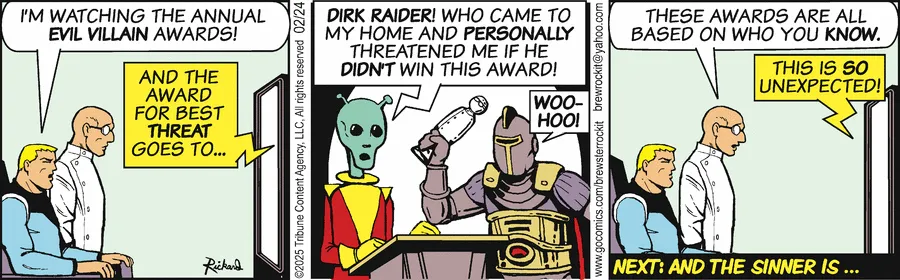 I'M WATCHING THE ANNUAL
EVIL VILLAIN AWARDS!
AND THE
AWARD
FOR BEST
THREAT
GOES TO...
Rickard
©2025 Tribune Content Agency, LLC, All rights reserved 02/24
DIRK RAIDER! WHO CAME TO
MY HOME AND PERSONALLY
THREATENED ME IF HE
DIDN'T WIN THIS AWARD!
WOO-
HOO!
www.gocomics.com/brewsterrockit brewrockit@yahoo.com
THESE AWARDS ARE ALL
BASED ON WHO YOU KNOW.
THIS IS SO
UNEXPECTED!
NEXT: AND THE SINNER IS ...